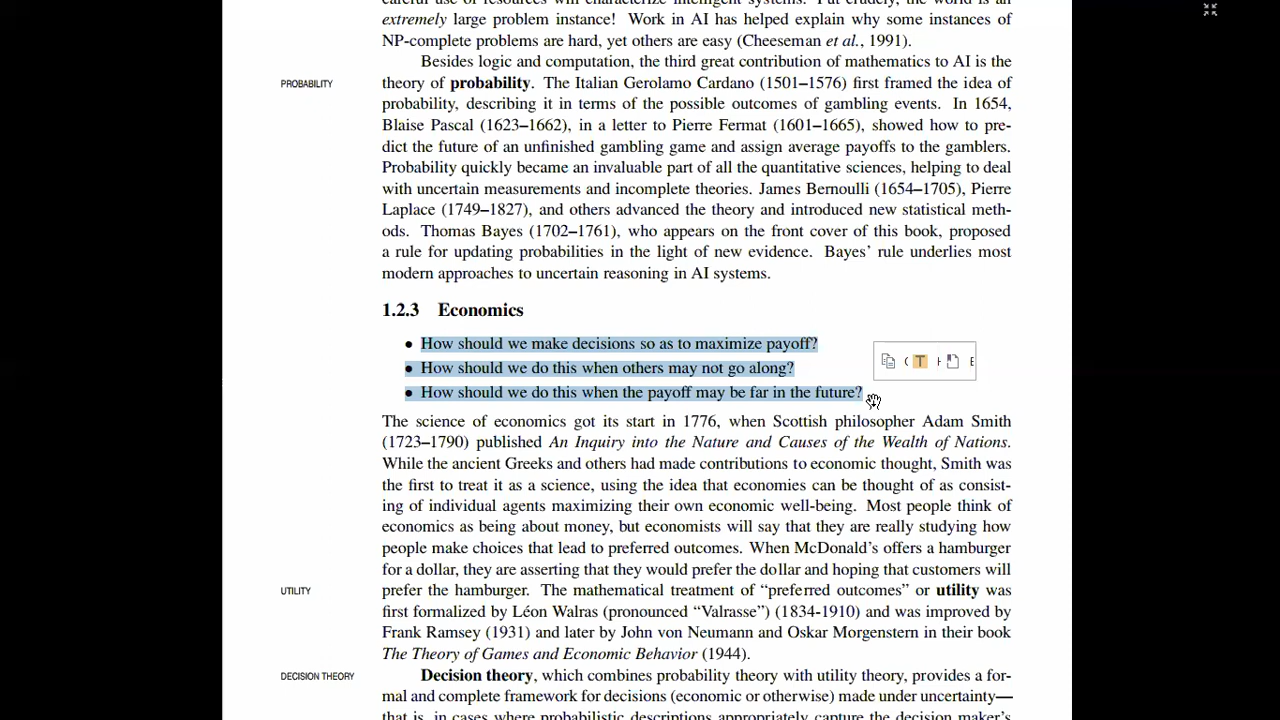 extremely large problem instance! Work in AI has helped explain why some instances of
NP-complete problems are hard, yet others are easy (Cheeseman et al., 1991).
Besides logic and computation, the third great contribution of mathematics to AI is the
PROBABILITY
theory of probability. The Italian Gerolamo Cardano (1501–1576) first framed the idea of
probability, describing it in terms of the possible outcomes of gambling events. In 1654,
Blaise Pascal (1623–1662), in a letter to Pierre Fermat (1601–1665), showed how to pre-
dict the future of an unfinished gambling game and assign average payoffs to the gamblers.
Probability quickly became an invaluable part of all the quantitative sciences, helping to deal
with uncertain measurements and incomplete theories. James Bernoulli (1654–1705), Pierre
Laplace (1749–1827), and others advanced the theory and introduced new statistical meth-
ods. Thomas Bayes (1702–1761), who appears on the front cover of this book, proposed
a rule for updating probabilities in the light of new evidence. Bayes’ rule underlies most
modern approaches to uncertain reasoning in AI systems.
1.2.3 Economics
• How should we make decisions so as to maximize payoff?
• How should we do this when others may not go along?
• How should we do this when the payoff may be far in the future?
The science of economics got its start in 1776, when Scottish philosopher Adam Smith
(1723–1790) published An Inquiry into the Nature and Causes of the Wealth of Nations.
While the ancient Greeks and others had made contributions to economic thought, Smith was
the first to treat it as a science, using the idea that economies can be thought of as consist-
ing of individual agents maximizing their own economic well-being. Most people think of
economics as being about money, but economists will say that they are really studying how
people make choices that lead to preferred outcomes. When McDonald’s offers a hamburger
for a dollar, they are asserting that they would prefer the dollar and hoping that customers will
UTILITY
prefer the hamburger. The mathematical treatment of “preferred outcomes” or utility was
first formalized by Léon Walras (pronounced “Valrasse”) (1834-1910) and was improved by
Frank Ramsey (1931) and later by John von Neumann and Oskar Morgenstern in their book
The Theory of Games and Economic Behavior (1944).
DECISION THEORY
Decision theory, which combines probability theory with utility theory, provides a for-
mal and complete framework for decisions (economic or otherwise) made under uncertainty—
that is, in cases where probabilistic descriptions appropriately capture the decision maker’s